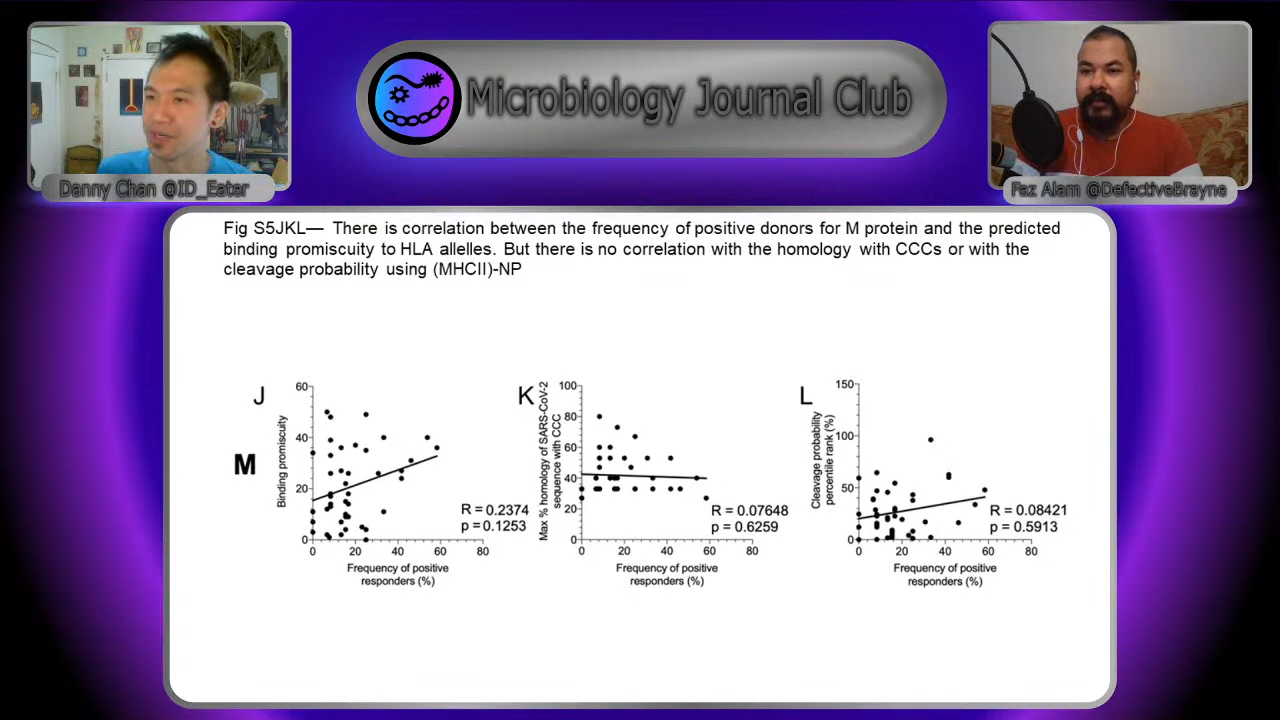 Microbiology Journal Club
Danny Chan @ID_Eater
Faz Alam @DefectiveBrayne
Fig S5JKL— There is correlation between the frequency of positive donors for M protein and the predicted
binding promiscuity to HLA allelles. But there is no correlation with the homology with CCCs or with the
cleavage probability using (MHCII)-NP
M
J
Binding promiscuity
60
40
20
0
0 20 40 60 80
R = 0.2374
p = 0.1253
Frequency of positive
responders (%)
K
Max % homology of SARS-CoV-2
sequence with CCC
100
80
60
40
20
0
0 20 40 60 80
R = 0.07648
p = 0.6259
Frequency of positive
responders (%)
L
Cleavage probability
percentile rank (%)
150
100
50
0
0 20 40 60 80
R = 0.08421
p = 0.5913
Frequency of positive
responders (%)